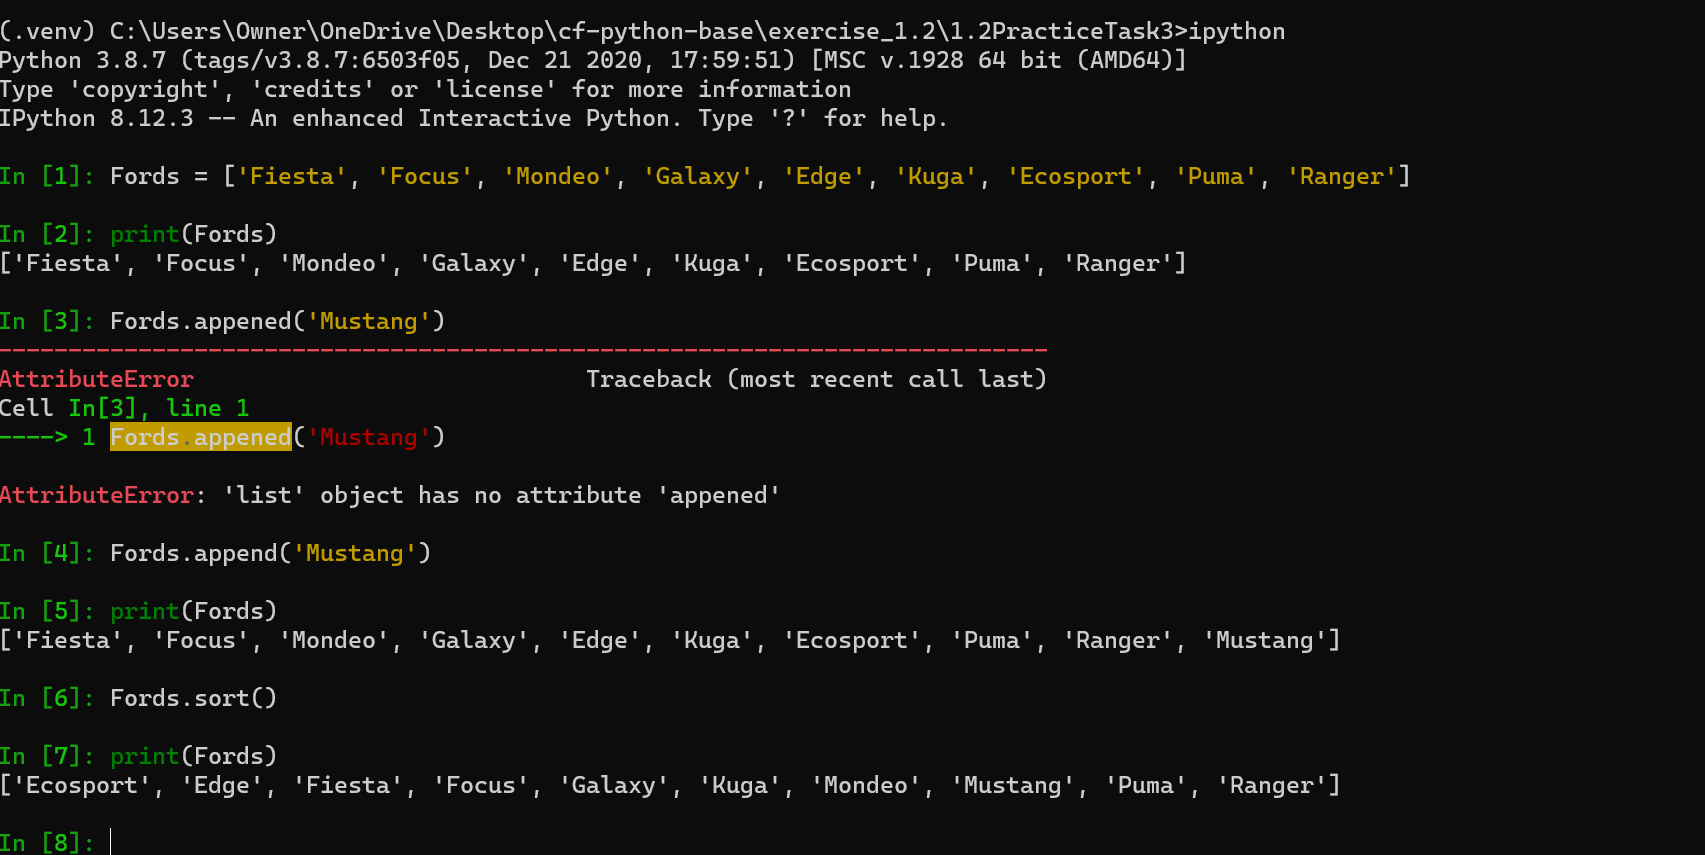 (.venv) C:\Users\Owner\OneDrive\Desktop\cf-python-base\exercise_1.2\1.2PracticeTask3>ipython
Python 3.8.7 (tags/v3.8.7:6503f05, Dec 21 2020, 17:59:51) [MSC v.1928 64 bit (AMD64)]
Type 'copyright', 'credits' or 'license' for more information
IPython 8.12.3 -- An enhanced Interactive Python. Type '?' for help.
In [1]: Fords = ['Fiesta', 'Focus', 'Mondeo', 'Galaxy', 'Edge', 'Kuga', 'Ecosport', 'Puma', 'Ranger']
In [2]: print(Fords)
['Fiesta', 'Focus', 'Mondeo', 'Galaxy', 'Edge', 'Kuga', 'Ecosport', 'Puma', 'Ranger']
In [3]: Fords.appened('Mustang')
---------------------------------------------------------------------------
AttributeError                            Traceback (most recent call last)
Cell In[3], line 1
----> 1 Fords.appened('Mustang')
AttributeError: 'list' object has no attribute 'appened'
In [4]: Fords.append('Mustang')
In [5]: print(Fords)
['Fiesta', 'Focus', 'Mondeo', 'Galaxy', 'Edge', 'Kuga', 'Ecosport', 'Puma', 'Ranger', 'Mustang']
In [6]: Fords.sort()
In [7]: print(Fords)
['Ecosport', 'Edge', 'Fiesta', 'Focus', 'Galaxy', 'Kuga', 'Mondeo', 'Mustang', 'Puma', 'Ranger']
In [8]: